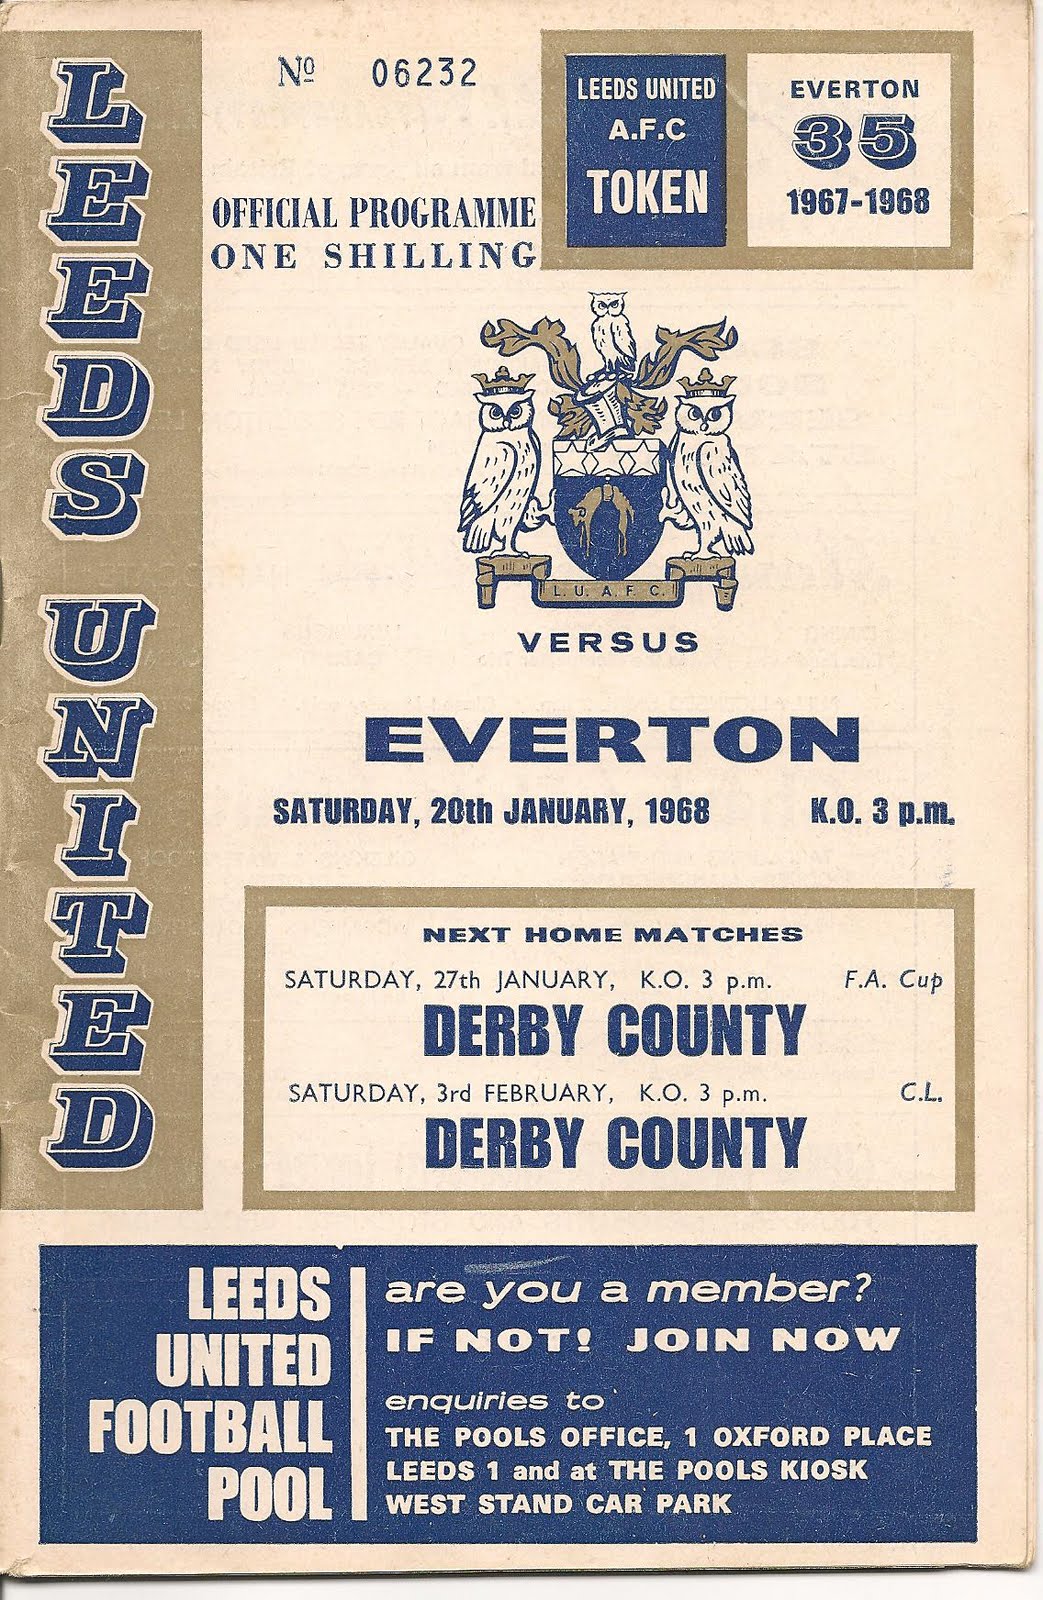 LEEDS UNITED
Nº 06232
OFFICIAL PROGRAMME
ONE SHILLING
LEEDS UNITED
A.F.C
TOKEN
EVERTON
35
1967-1968
L. U. A. F. C.
VERSUS
EVERTON
SATURDAY, 20th JANUARY, 1968 K.O. 3 p.m.
NEXT HOME MATCHES
SATURDAY, 27th JANUARY, K.O. 3 p.m. F.A. Cup
DERBY COUNTY
SATURDAY, 3rd FEBRUARY, K.O. 3 p.m. C.L.
DERBY COUNTY
LEEDS
UNITED
FOOTBALL
POOL
are you a member?
IF NOT! JOIN NOW
enquiries to
THE POOLS OFFICE, 1 OXFORD PLACE
LEEDS 1 and at THE POOLS KIOSK
WEST STAND CAR PARK